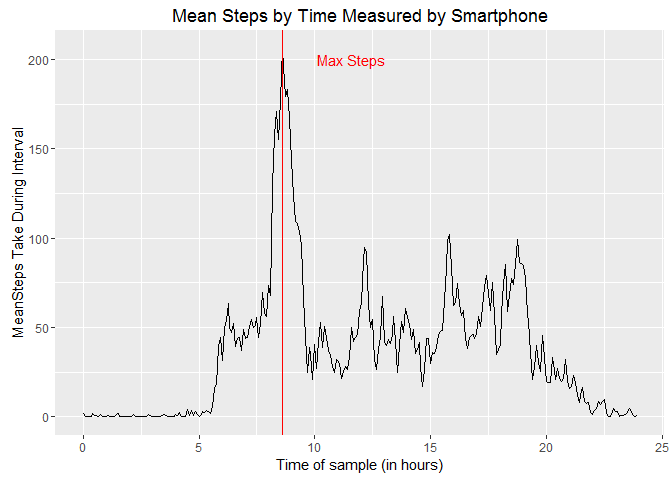 Mean Steps by Time Measured by Smartphone
Max Steps
MeanSteps Take During Interval
200
150
100
50
0
0 5 10 15 20 25
Time of sample (in hours)